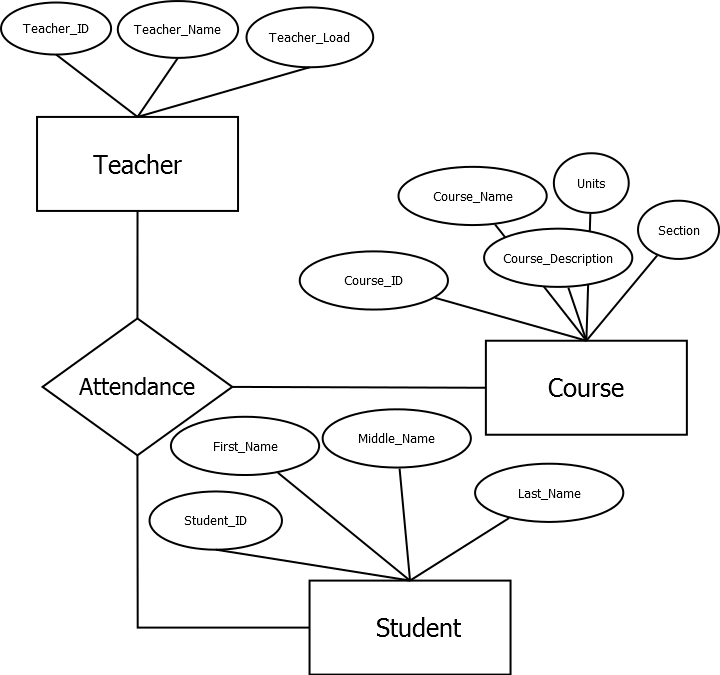 Teacher_ID
Teacher_Name
Teacher_Load
Teacher
Course_Name
Units
Section
Course_Description
Course_ID
Attendance
Course
First_Name
Middle_Name
Last_Name
Student_ID
Student